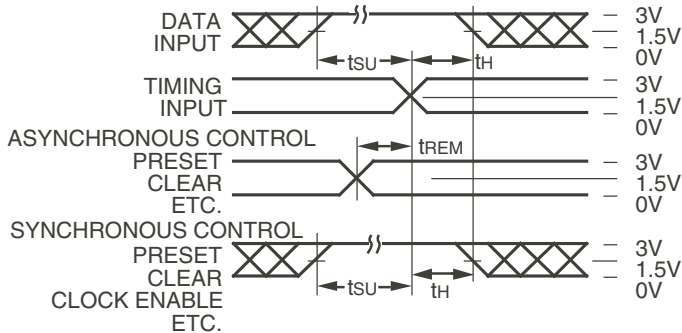 DATA
INPUT
3V
1.5V
0V
tSU
tH
TIMING
INPUT
3V
1.5V
0V
ASYNCHRONOUS CONTROL
tREM
PRESET
CLEAR
ETC.
3V
1.5V
0V
SYNCHRONOUS CONTROL
PRESET
CLEAR
CLOCK ENABLE
ETC.
3V
1.5V
0V
tSU
tH